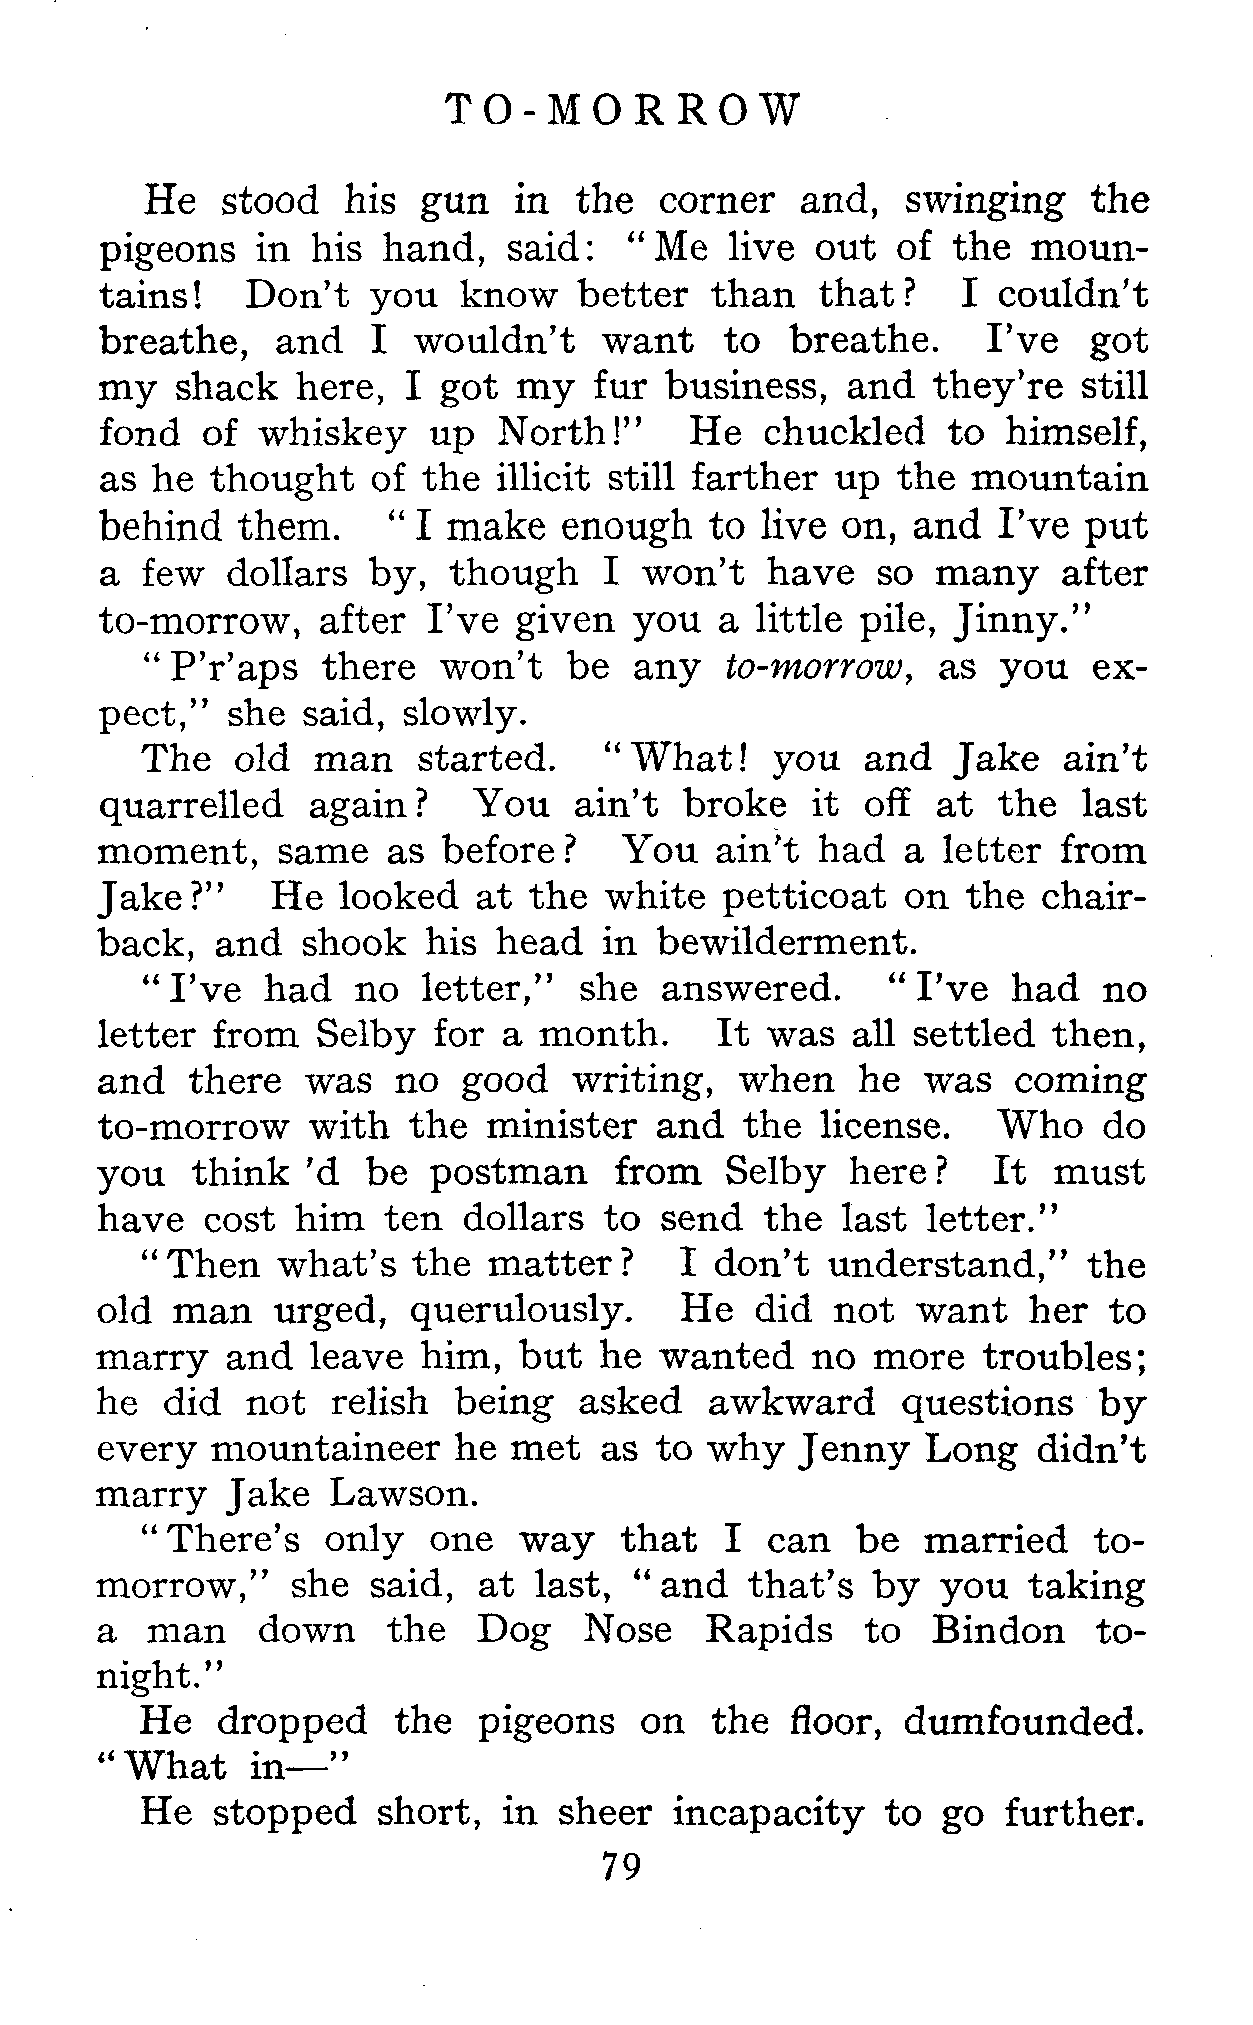 TO-MORROW
He stood his gun in the corner and, swinging the
pigeons in his hand, said: "Me live out of the moun-
tains! Don't you know better than that? I couldn't
breathe, and I wouldn't want to breathe. I've got
my shack here, I got my fur business, and they're still
fond of whiskey up North!" He chuckled to himself,
as he thought of the illicit still farther up the mountain
behind them. "I make enough to live on, and I've put
a few dollars by, though I won't have so many after
to-morrow, after I've given you a little pile, Jinny."
"P'r'aps there won't be any to-morrow, as you ex-
pect," she said, slowly.
The old man started. "What! you and Jake ain't
quarrelled again? You ain't broke it off at the last
moment, same as before? You ain't had a letter from
Jake?" He looked at the white petticoat on the chair-
back, and shook his head in bewilderment.
"I've had no letter," she answered. "I've had no
letter from Selby for a month. It was all settled then,
and there was no good writing, when he was coming
to-morrow with the minister and the license. Who do
you think 'd be postman from Selby here? It must
have cost him ten dollars to send the last letter."
"Then what's the matter? I don't understand," the
old man urged, querulously. He did not want her to
marry and leave him, but he wanted no more troubles;
he did not relish being asked awkward questions by
every mountaineer he met as to why Jenny Long didn't
marry Jake Lawson.
"There's only one way that I can be married to-
morrow," she said, at last, "and that's by you taking
a man down the Dog Nose Rapids to Bindon to-
night."
He dropped the pigeons on the floor, dumfounded.
"What in—"
He stopped short, in sheer incapacity to go further.
79